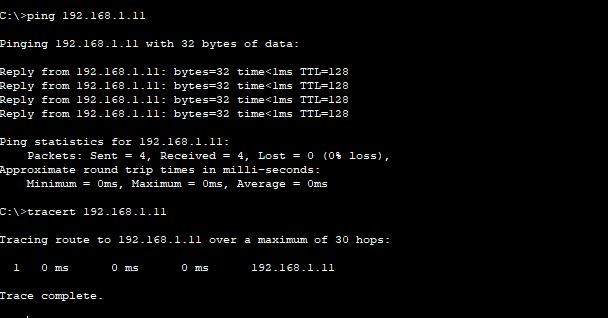 C:\>ping 192.168.1.11
Pinging 192.168.1.11 with 32 bytes of data:
Reply from 192.168.1.11: bytes=32 time<1ms TTL=128
Reply from 192.168.1.11: bytes=32 time<1ms TTL=128
Reply from 192.168.1.11: bytes=32 time<1ms TTL=128
Reply from 192.168.1.11: bytes=32 time<1ms TTL=128
Ping statistics for 192.168.1.11:
    Packets: Sent = 4, Received = 4, Lost = 0 (0% loss),
Approximate round trip times in milli-seconds:
    Minimum = 0ms, Maximum = 0ms, Average = 0ms
C:\>tracert 192.168.1.11
Tracing route to 192.168.1.11 over a maximum of 30 hops:
  1   0 ms      0 ms      0 ms      192.168.1.11
Trace complete.